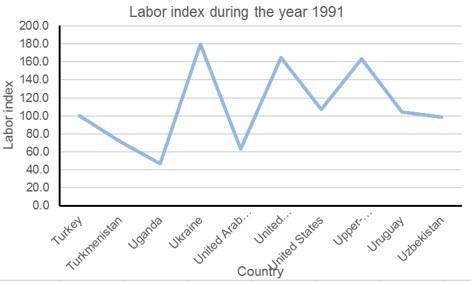 Labor index during the year 1991
200.0
180.0
160.0
140.0
120.0
100.0
80.0
60.0
40.0
20.0
0.0
Labor index
Turkey
Turkmenistan
Uganda
Ukraine
United Arab...
United...
United States
Upper-...
Uruguay
Uzbekistan
Country